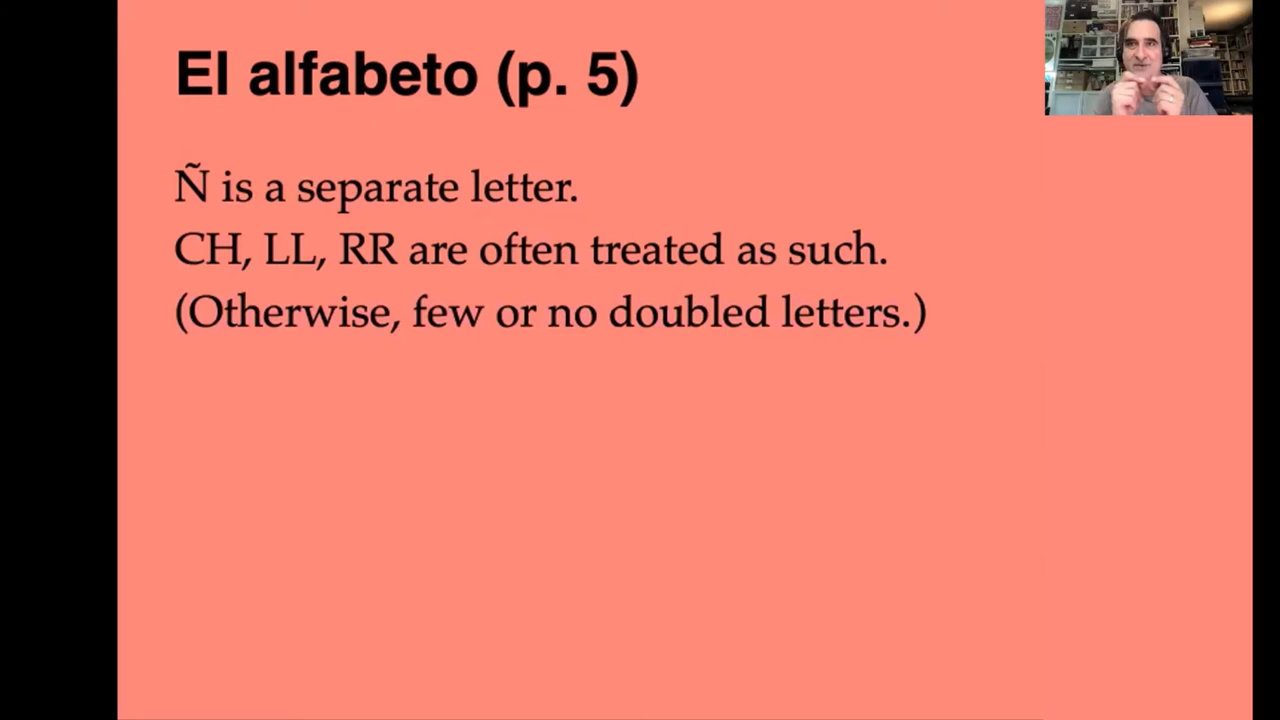 El alfabeto (p. 5)
Ñ is a separate letter.
CH, LL, RR are often treated as such.
(Otherwise, few or no doubled letters.)